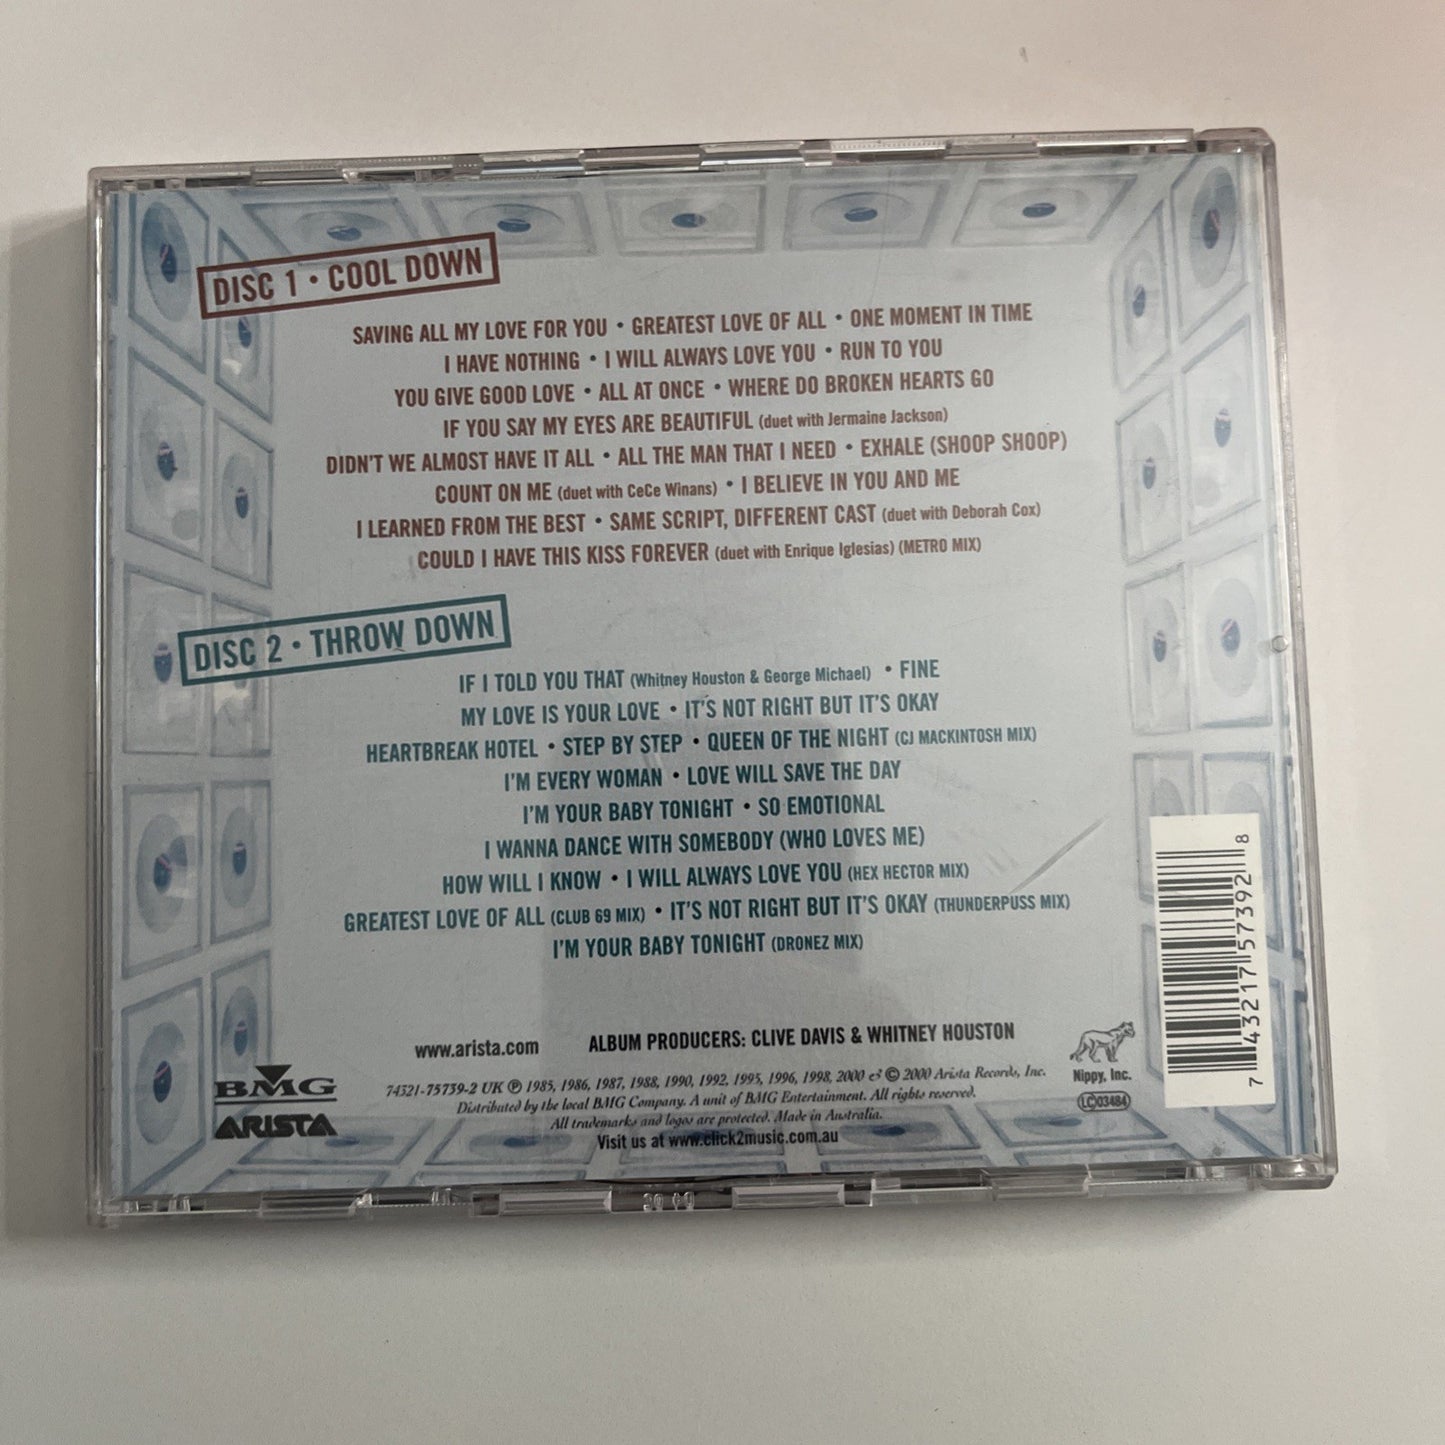 DISC 1 • COOL DOWN
SAVING ALL MY LOVE FOR YOU • GREATEST LOVE OF ALL • ONE MOMENT IN TIME
I HAVE NOTHING • I WILL ALWAYS LOVE YOU • RUN TO YOU
YOU GIVE GOOD LOVE • ALL AT ONCE • WHERE DO BROKEN HEARTS GO
IF YOU SAY MY EYES ARE BEAUTIFUL (duet with Jermaine Jackson)
DIDN'T WE ALMOST HAVE IT ALL • ALL THE MAN THAT I NEED • EXHALE (SHOOP SHOOP)
COUNT ON ME (duet with CeCe Winans) • I BELIEVE IN YOU AND ME
I LEARNED FROM THE BEST • SAME SCRIPT, DIFFERENT CAST (duet with Deborah Cox)
COULD I HAVE THIS KISS FOREVER (duet with Enrique Iglesias) (METRO MIX)
DISC 2 • THROW DOWN
IF I TOLD YOU THAT (Whitney Houston & George Michael) • FINE
MY LOVE IS YOUR LOVE • IT'S NOT RIGHT BUT IT'S OKAY
HEARTBREAK HOTEL • STEP BY STEP • QUEEN OF THE NIGHT (CJ MACKINTOSH MIX)
I'M EVERY WOMAN • LOVE WILL SAVE THE DAY
I'M YOUR BABY TONIGHT • SO EMOTIONAL
I WANNA DANCE WITH SOMEBODY (WHO LOVES ME)
HOW WILL I KNOW • I WILL ALWAYS LOVE YOU (HEX HECTOR MIX)
GREATEST LOVE OF ALL (CLUB 69 MIX) • IT'S NOT RIGHT BUT IT'S OKAY (THUNDERPUSS MIX)
I'M YOUR BABY TONIGHT (DRONEZ MIX)
www.arista.com
ALBUM PRODUCERS: CLIVE DAVIS & WHITNEY HOUSTON
BMG
ARISTA
74321-75739-2 UK ℗ 1985, 1986, 1987, 1988, 1990, 1992, 1995, 1996, 1998, 2000 & © 2000 Arista Records, Inc.
Distributed by the local BMG Company. A unit of BMG Entertainment. All rights reserved.
All trademarks and logos are protected. Made in Australia.
Visit us at www.click2music.com.au
Nippy, Inc.
LC 03484
7 43217 57392 8